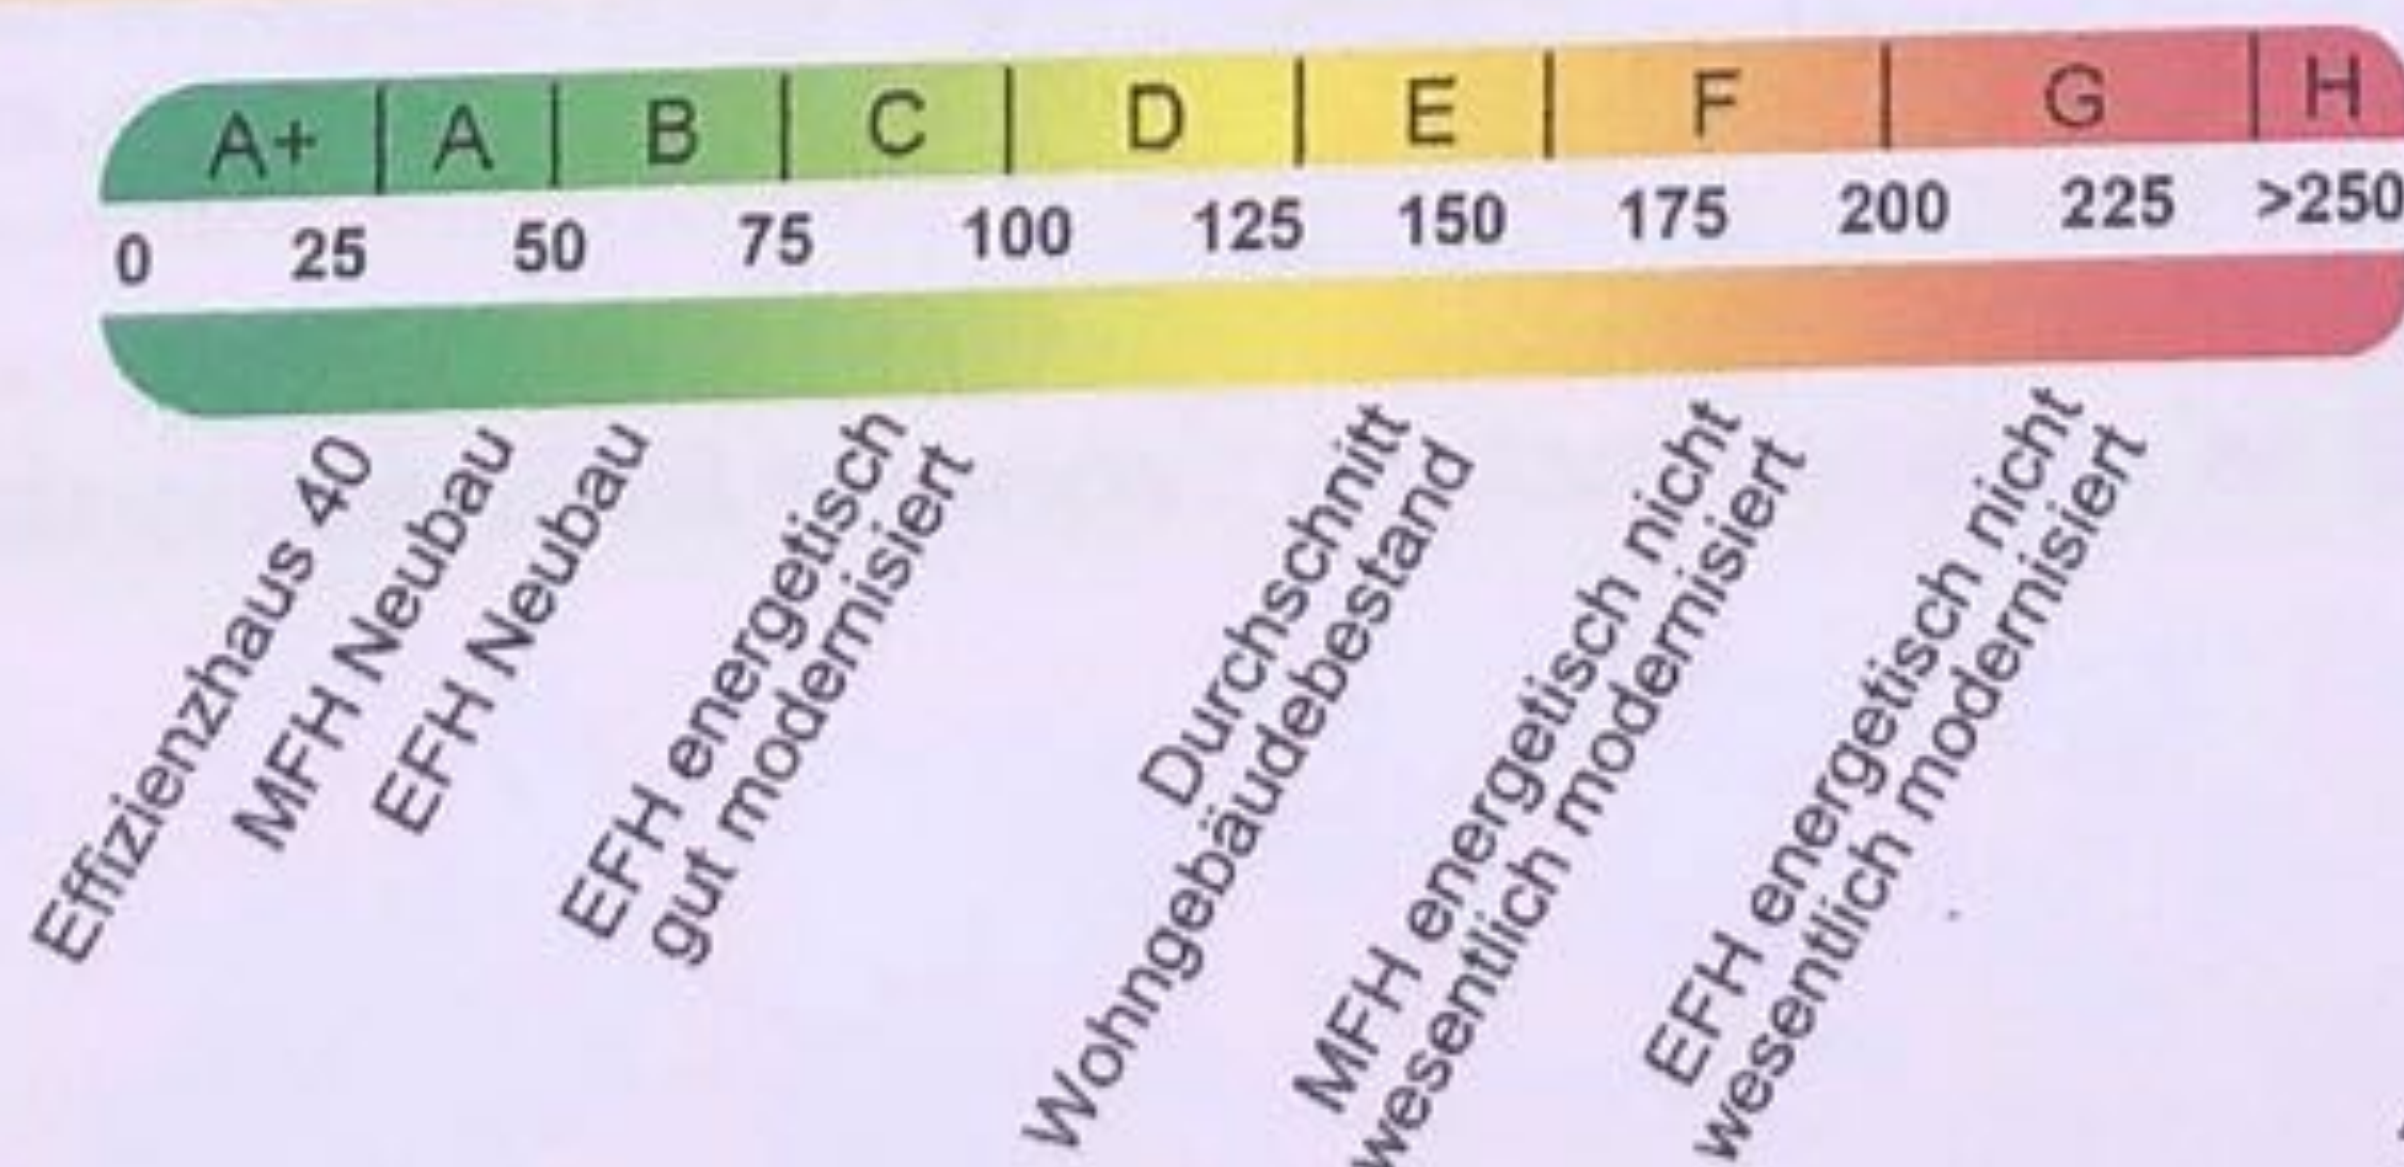 A+ A B C D E F G H
0 25 50 75 100 125 150 175 200 225 >250
Effizienzhaus 40
MFH Neubau
EFH Neubau
EFH energetisch
gut modernisiert
Durchschnitt
Wohngebäudebestand
MFH energetisch nicht
wesentlich modernisiert
EFH energetisch nicht
wesentlich modernisiert